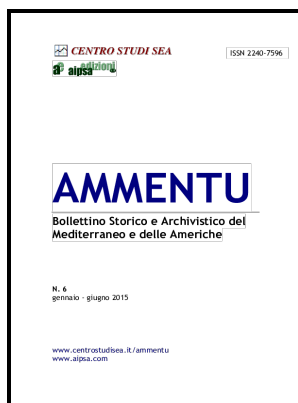 CENTRO STUDI SEA
ISSN 2240-7596
aipsa edizioni
AMMENTU
Bollettino Storico e Archivistico del
Mediterraneo e delle Americhe
N. 6
gennaio - giugno 2015
www.centrostudisea.it/ammentu
www.aipsa.com